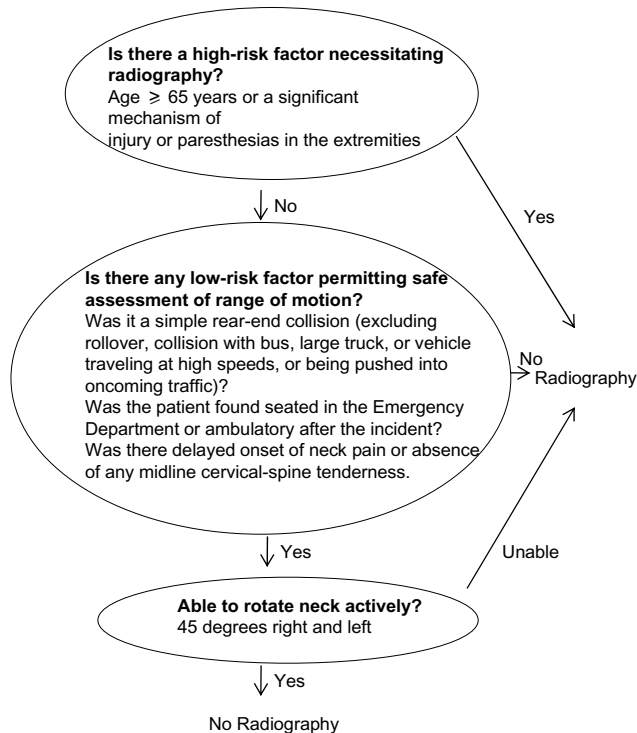 Is there a high-risk factor necessitating
radiography?
Age ⩾ 65 years or a significant
mechanism of
injury or paresthesias in the extremities
No
Yes
Is there any low-risk factor permitting safe
assessment of range of motion?
Was it a simple rear-end collision (excluding
rollover, collision with bus, large truck, or vehicle
traveling at high speeds, or being pushed into
oncoming traffic)?
Was the patient found seated in the Emergency
Department or ambulatory after the incident?
Was there delayed onset of neck pain or absence
of any midline cervical-spine tenderness.
No
Radiography
Yes
Unable
Able to rotate neck actively?
45 degrees right and left
Yes
No Radiography